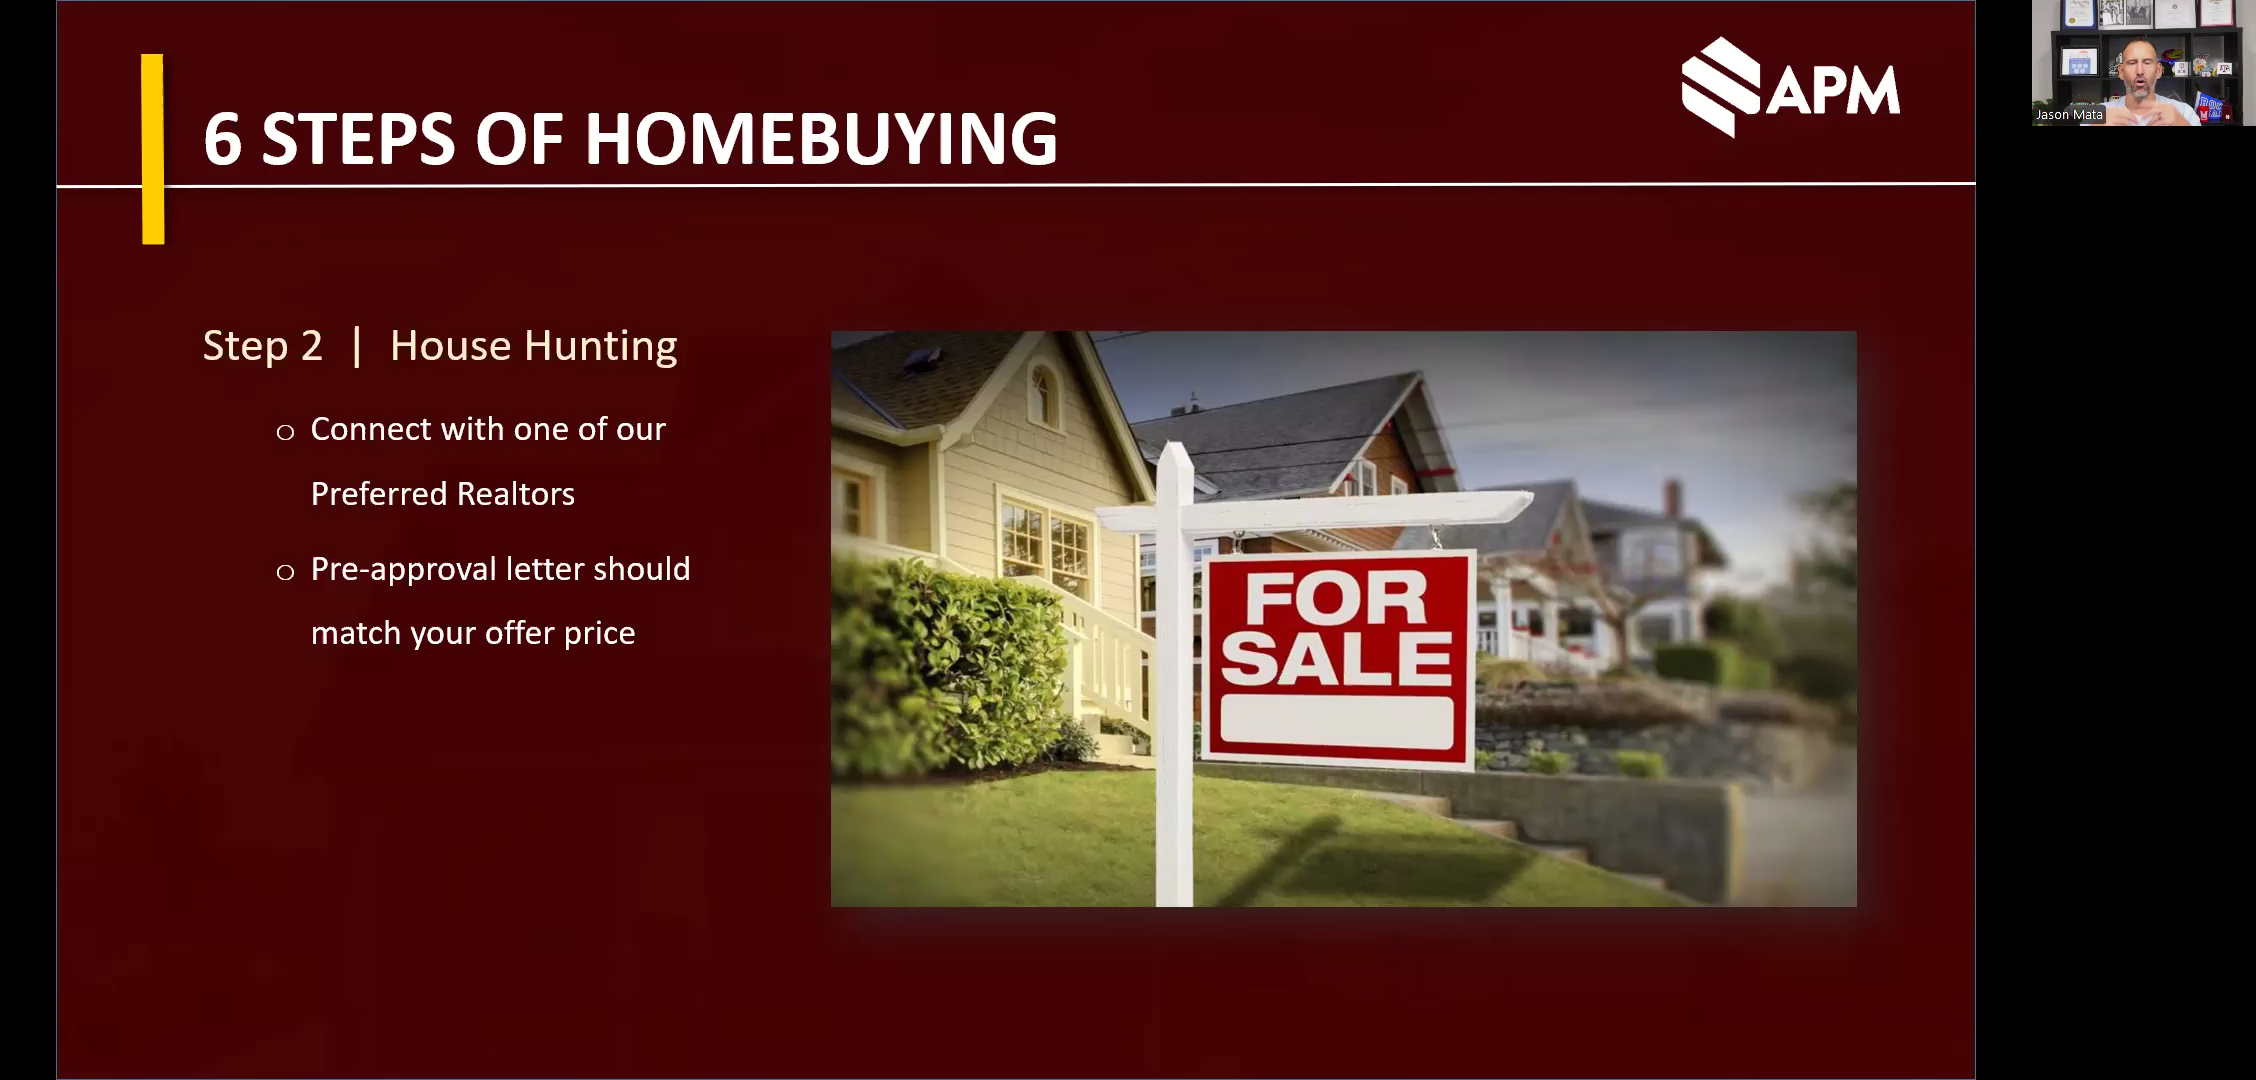 6 STEPS OF HOMEBUYING
APM
Jason Mata
Step 2 | House Hunting
o Connect with one of our
Preferred Realtors
o Pre-approval letter should
match your offer price
FOR
SALE